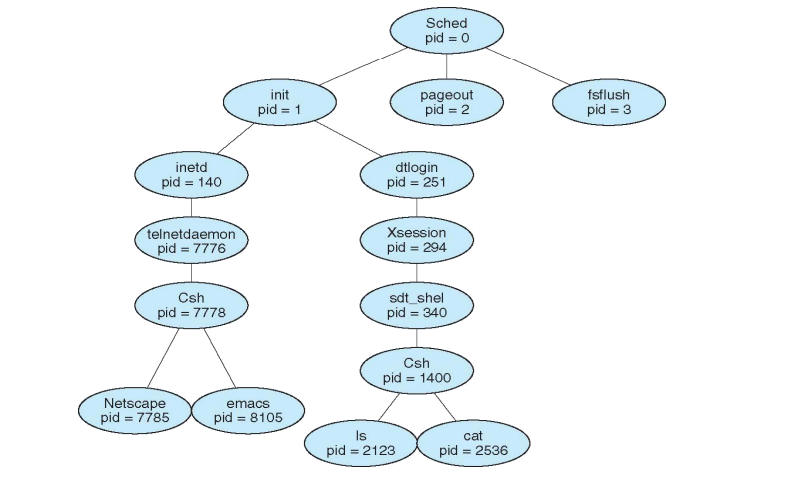 Sched
pid = 0
init
pid = 1
pageout
pid = 2
fsflush
pid = 3
inetd
pid = 140
dtlogin
pid = 251
telnetdaemon
pid = 7776
Xsession
pid = 294
Csh
pid = 7778
sdt_shel
pid = 340
Csh
pid = 1400
Netscape
pid = 7785
emacs
pid = 8105
ls
pid = 2123
cat
pid = 2536